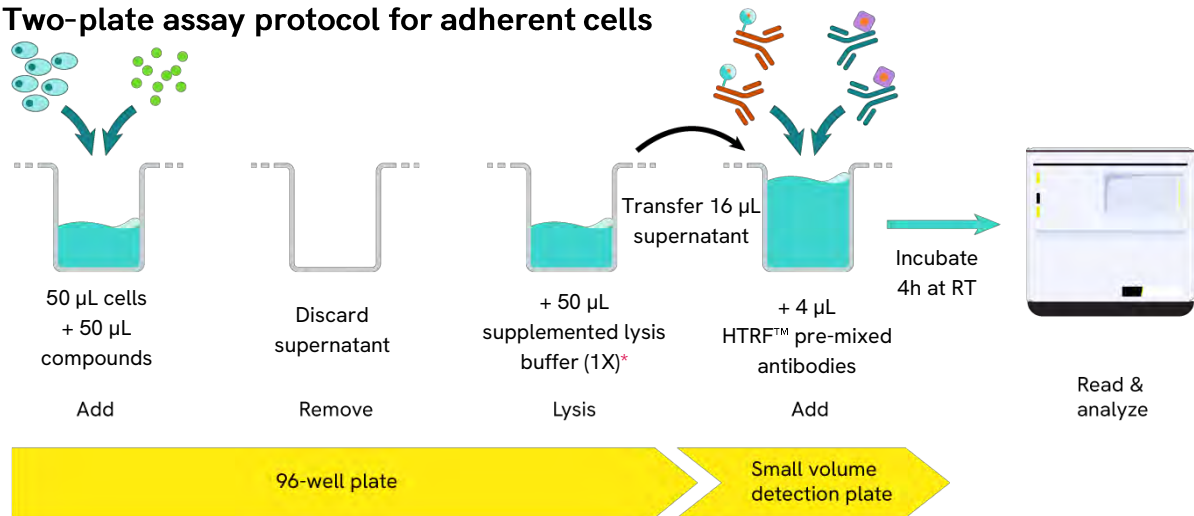 Two-plate assay protocol for adherent cells
50 µL cells
+ 50 µL
compounds
Discard
supernatant
+ 50 µL
supplemented lysis
buffer (1X)*
Transfer 16 µL
supernatant
+ 4 µL
HTRF™ pre-mixed
antibodies
Incubate
4h at RT
Add
Remove
Lysis
Add
Read &
analyze
96-well plate
Small volume
detection plate